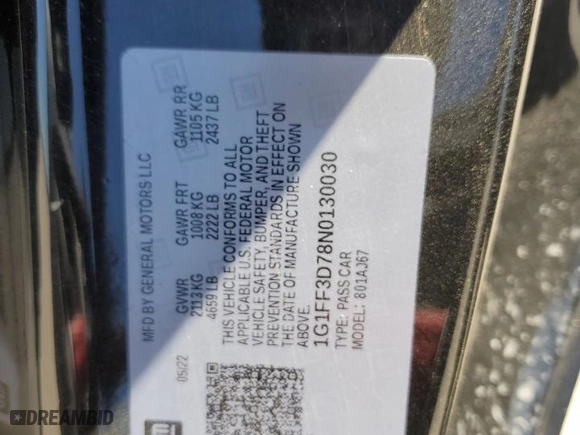 MFD BY GENERAL MOTORS LLC
05/22
GVWR GAWR FRT GAWR RR
2113 KG 1008 KG 1105 KG
4659 LB 2222 LB 2437 LB
THIS VEHICLE CONFORMS TO ALL
APPLICABLE U.S. FEDERAL MOTOR
VEHICLE SAFETY, BUMPER, AND THEFT
PREVENTION STANDARDS IN EFFECT ON
THE DATE OF MANUFACTURE SHOWN
ABOVE.
1G1FF3D78N0130030
TYPE: PASS CAR
MODEL: 801AJ67
gm
DREAMBID